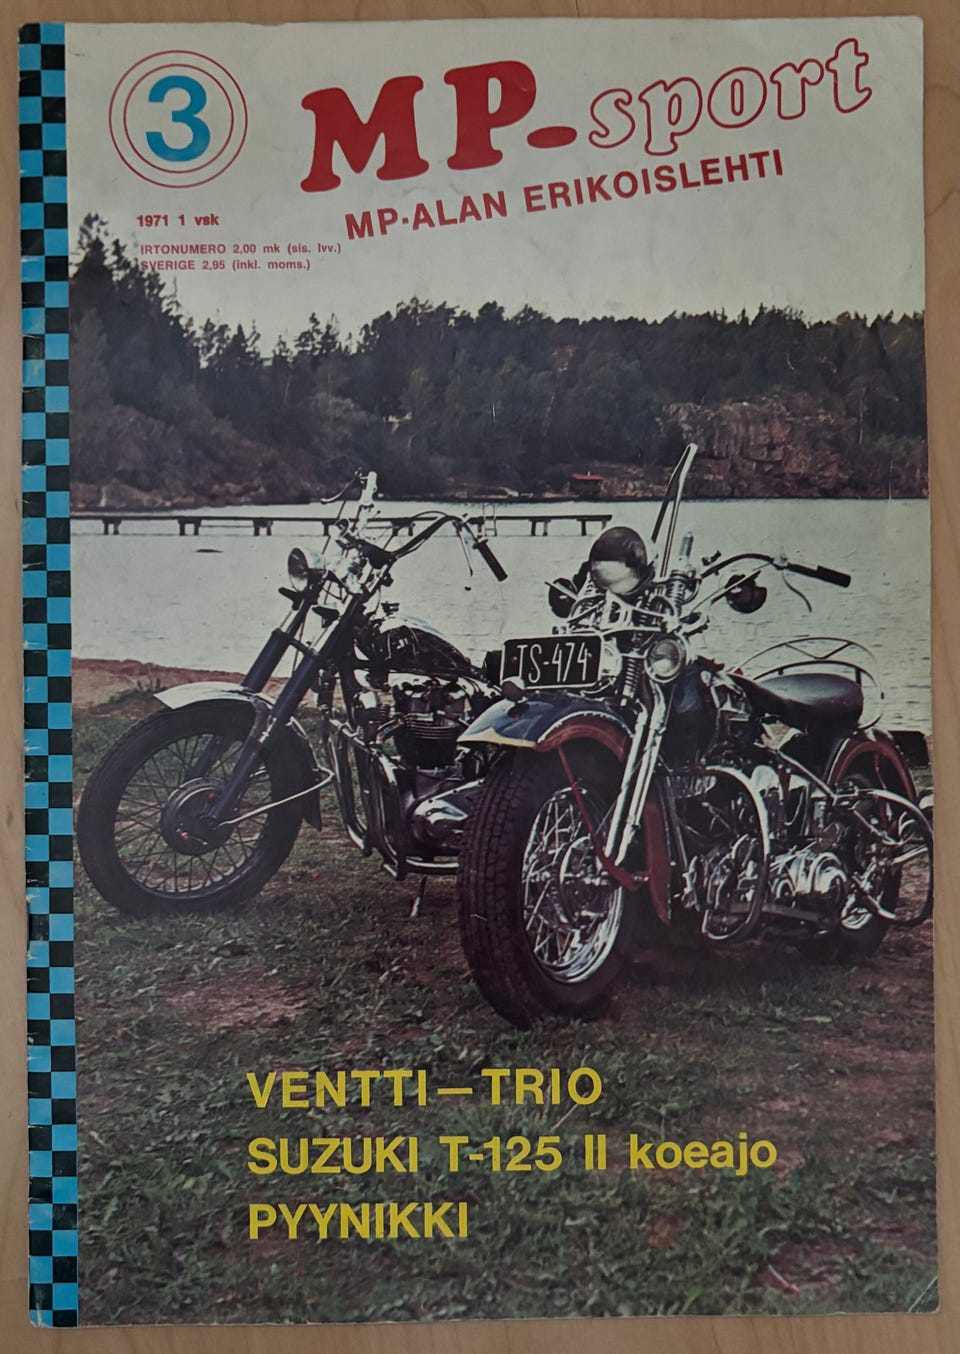 3
MP-sport
MP-ALAN ERIKOISLEHTI
1971 1 vsk
IRTONUMERO 2,00 mk (sis. lvv.)
SVERIGE 2,95 (inkl. moms.)
TS-474
VENTTI—TRIO
SUZUKI T-125 II koeajo
PYYNIKKI